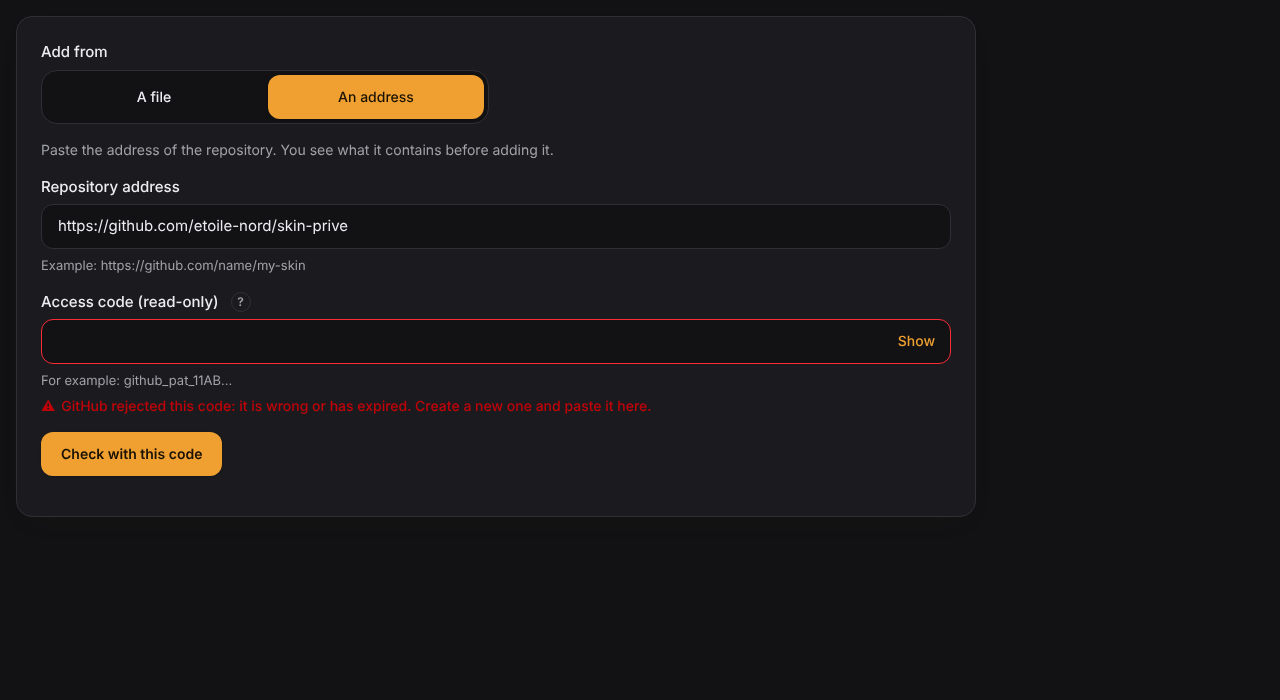 Add from
A file
An address
Paste the address of the repository. You see what it contains before adding it.
Repository address
https://github.com/etoile-nord/skin-prive
Example: https://github.com/name/my-skin
Access code (read-only) ?
Show
For example: github_pat_11AB...
GitHub rejected this code: it is wrong or has expired. Create a new one and paste it here.
Check with this code